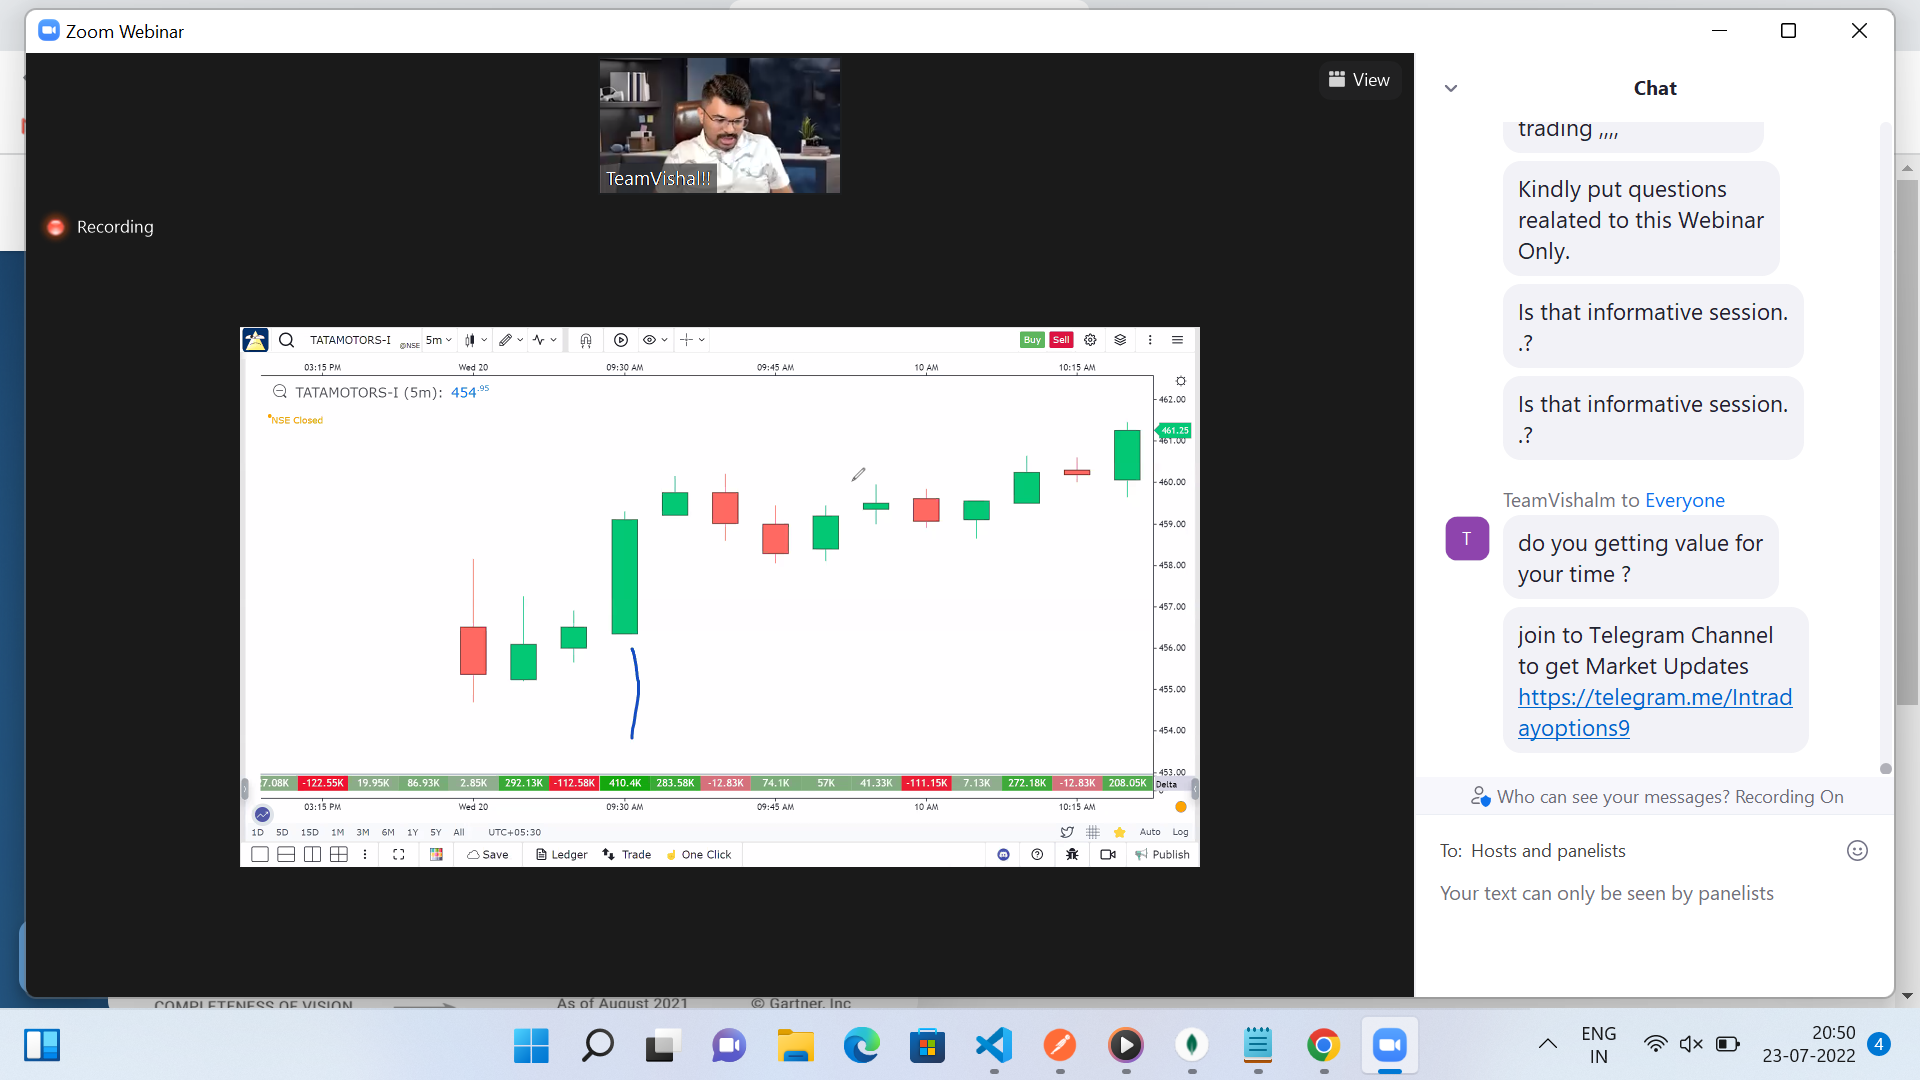 Zoom Webinar
View
TeamVishal!!
Recording
TATAMOTORS-I @NSE 5m
Buy Sell
03:15 PM Wed 20 09:30 AM 09:45 AM 10 AM 10:15 AM
TATAMOTORS-I (5m): 454.95
NSE Closed
462.00
461.25
461.00
460.00
459.00
458.00
457.00
456.00
455.00
454.00
453.00
7.08K -122.55K 19.95K 86.93K 2.85K 292.13K -112.58K 410.4K 283.58K -12.83K 74.1K 57K 41.33K -111.15K 7.13K 272.18K -12.83K 208.05K Delta
03:15 PM Wed 20 09:30 AM 09:45 AM 10 AM 10:15 AM
1D 5D 15D 1M 3M 6M 1Y 5Y All UTC+05:30 Auto Log
Save Ledger Trade One Click Publish
Chat
trading ,,,,
Kindly put questions
realated to this Webinar
Only.
Is that informative session.
.?
Is that informative session.
.?
TeamVishalm to Everyone
T
do you getting value for
your time ?
join to Telegram Channel
to get Market Updates
https://telegram.me/Intrad
ayoptions9
Who can see your messages? Recording On
To: Hosts and panelists
Your text can only be seen by panelists
COMPLETENESS OF VISION As of August 2021 © Gartner, Inc
ENG
IN
20:50
23-07-2022
4